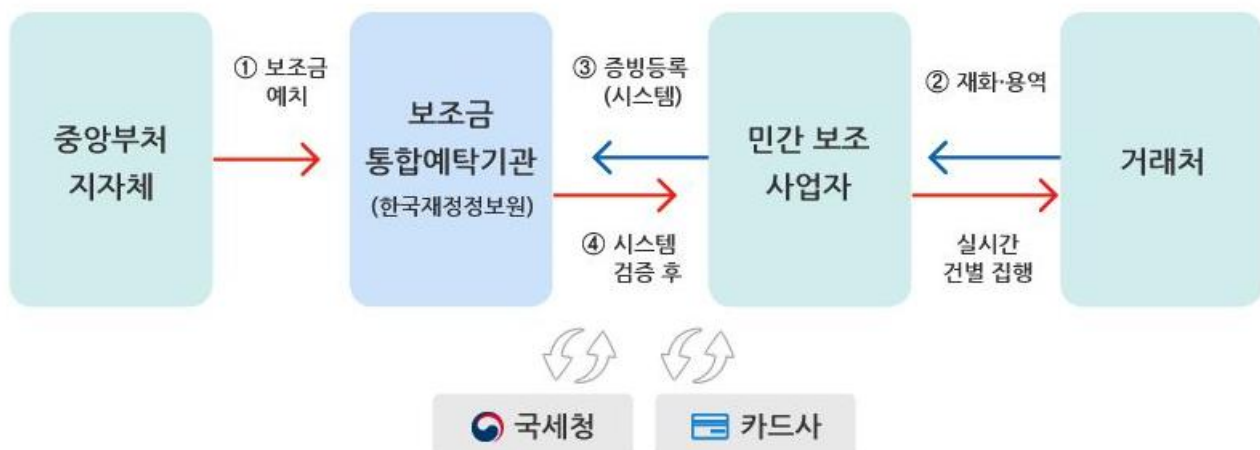 중앙부처
지자체
① 보조금
예치
보조금
통합예탁기관
(한국재정정보원)
③ 증빙등록
(시스템)
④ 시스템
검증 후
민간 보조
사업자
② 재화·용역
실시간
건별 집행
거래처
국세청
카드사